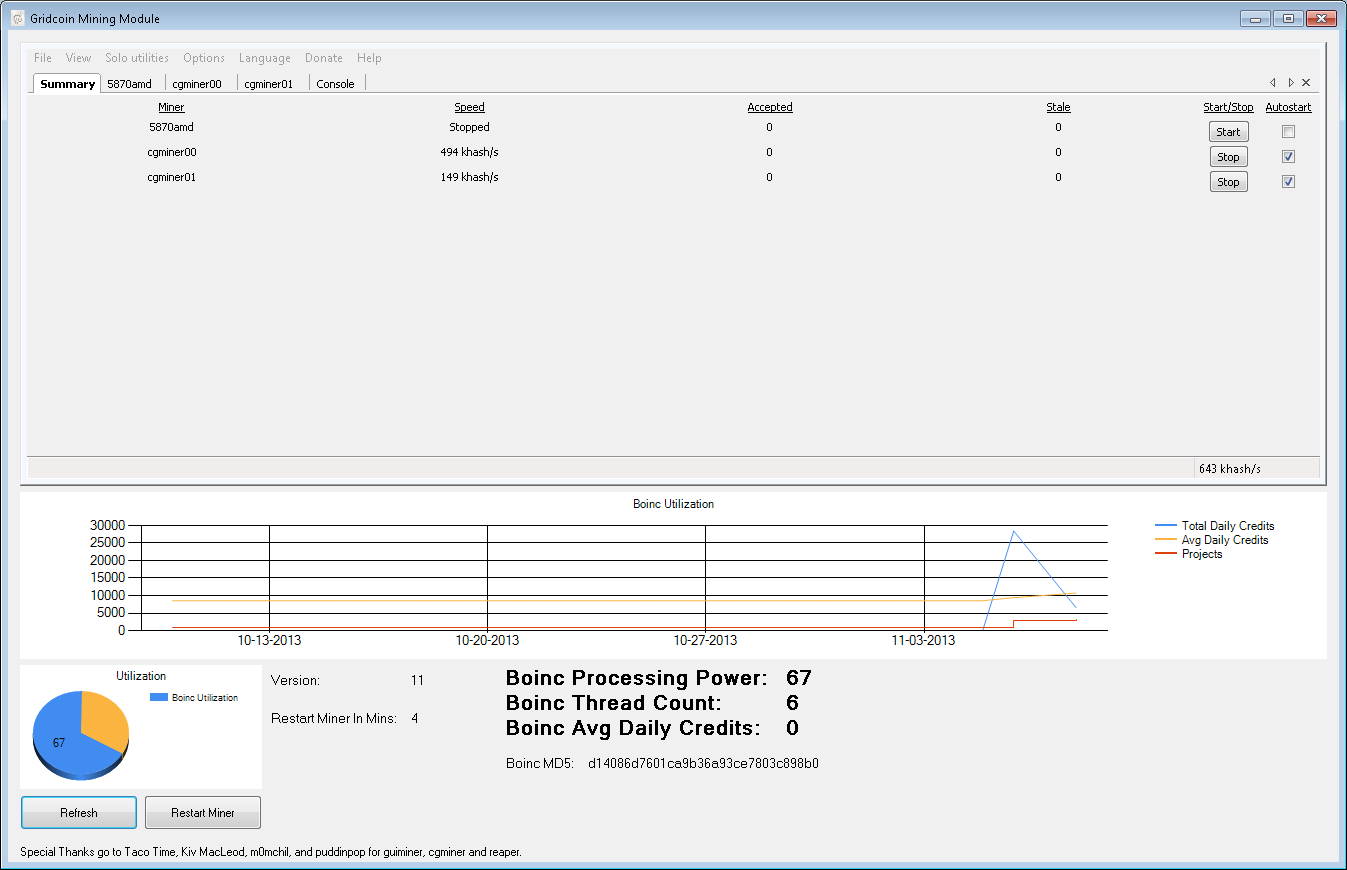 Gridcoin Mining Module
File View Solo utilities Options Language Donate Help
Summary 5870amd cgminer00 cgminer01 Console
Miner Speed Accepted Stale Start/Stop Autostart
5870amd Stopped 0 0 Start
cgminer00 494 khash/s 0 0 Stop
cgminer01 149 khash/s 0 0 Stop
643 khash/s
Boinc Utilization
30000
25000
20000
15000
10000
5000
0
10-13-2013 10-20-2013 10-27-2013 11-03-2013
Total Daily Credits
Avg Daily Credits
Projects
Utilization
Boinc Utilization
67
Version: 11
Restart Miner In Mins: 4
Boinc Processing Power: 67
Boinc Thread Count: 6
Boinc Avg Daily Credits: 0
Boinc MD5: d14086d7601ca9b36a93ce7803c898b0
Refresh Restart Miner
Special Thanks go to Taco Time, Kiv MacLeod, m0mchil, and puddinpop for guiminer, cgminer and reaper.